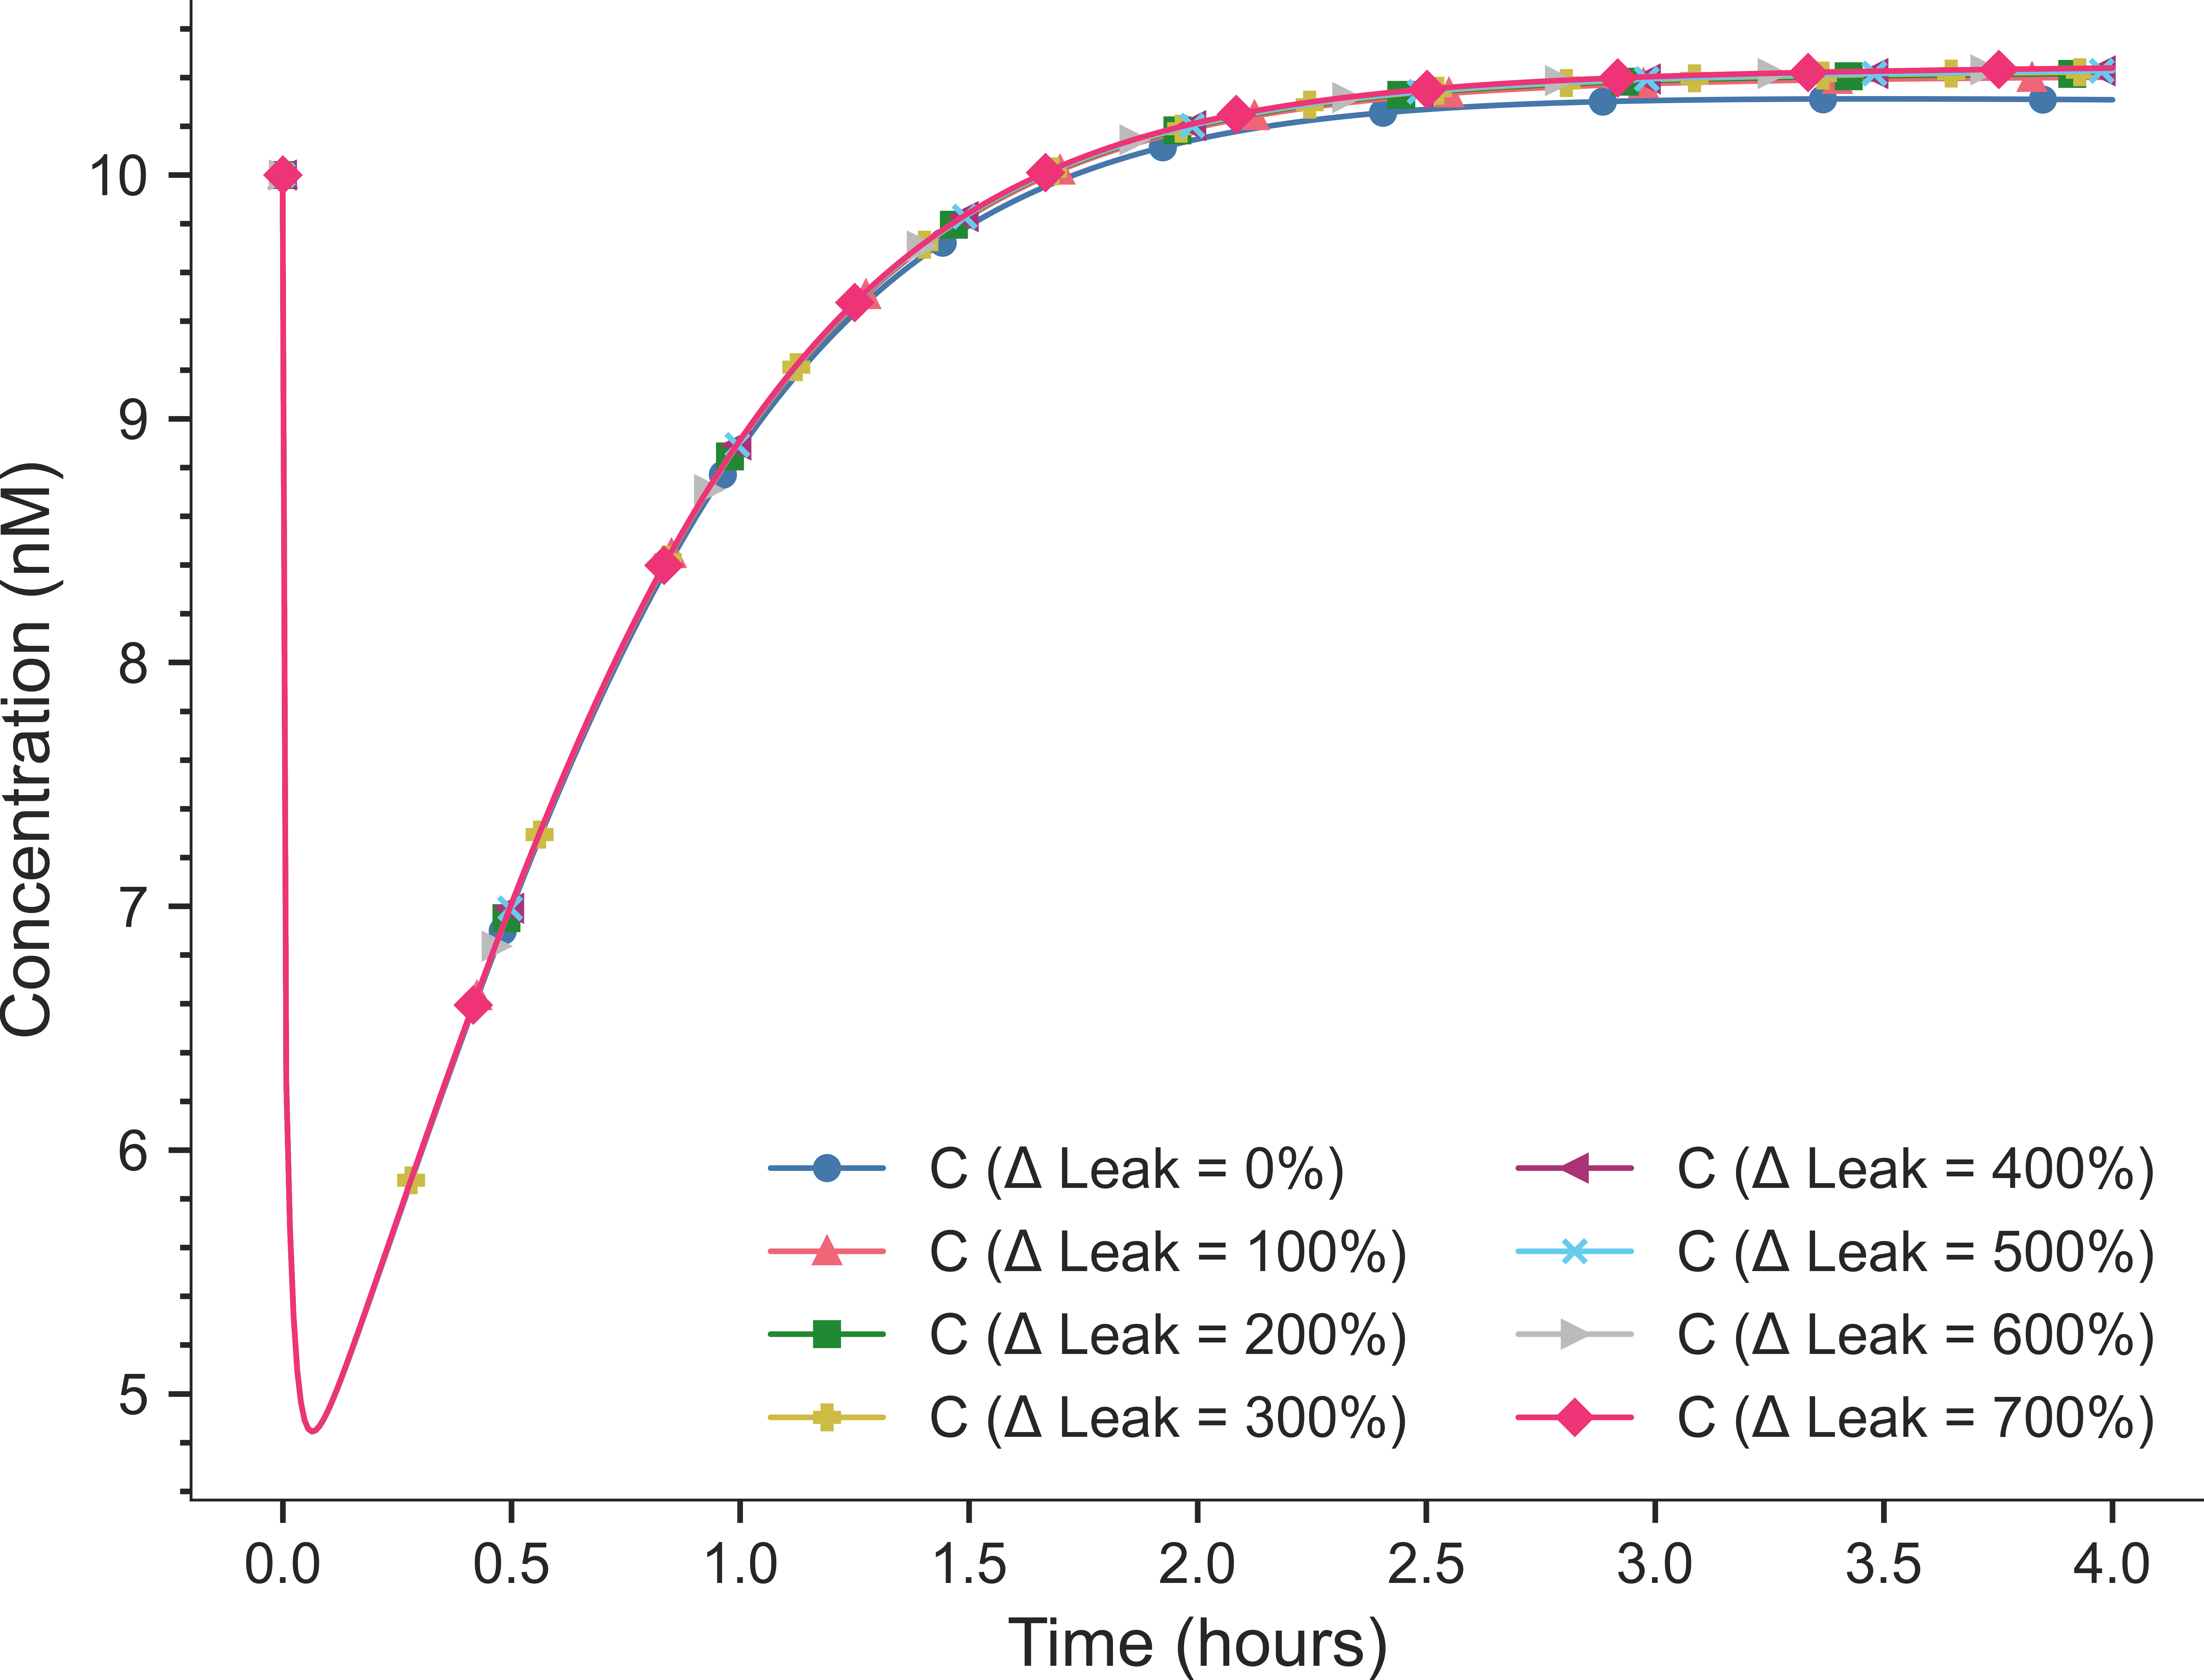 Concentration (nM)
10
9
8
7
6
5
C (Δ Leak = 0%)
C (Δ Leak = 100%)
C (Δ Leak = 200%)
C (Δ Leak = 300%)
C (Δ Leak = 400%)
C (Δ Leak = 500%)
C (Δ Leak = 600%)
C (Δ Leak = 700%)
0.0 0.5 1.0 1.5 2.0 2.5 3.0 3.5 4.0
Time (hours)